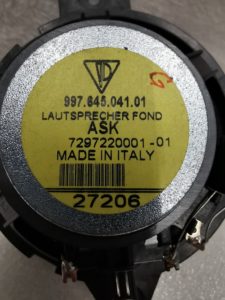 997.645.041.01
LAUTSPRECHER FOND
ASK
7297220001-01
MADE IN ITALY
27206